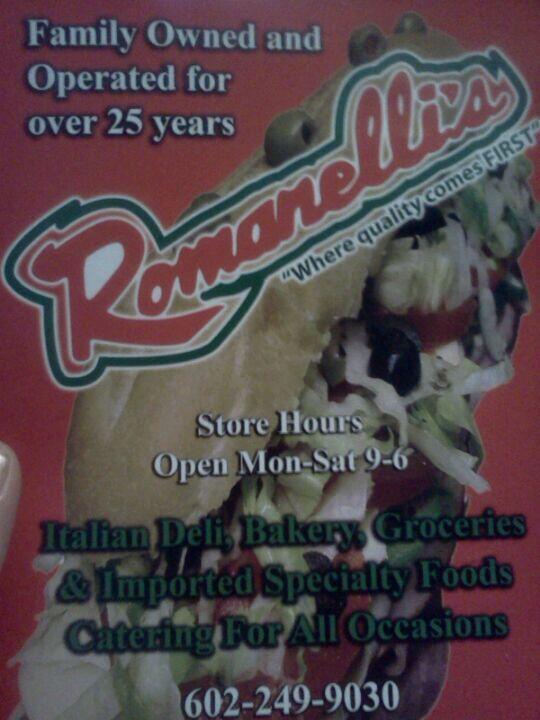 Family Owned and
Operated for
over 25 years
Romanelli's
"Where quality comes FIRST"
Store Hours
Open Mon-Sat 9-6
Italian Deli, Bakery, Groceries
& Imported Specialty Foods
Catering For All Occasions
602-249-9030